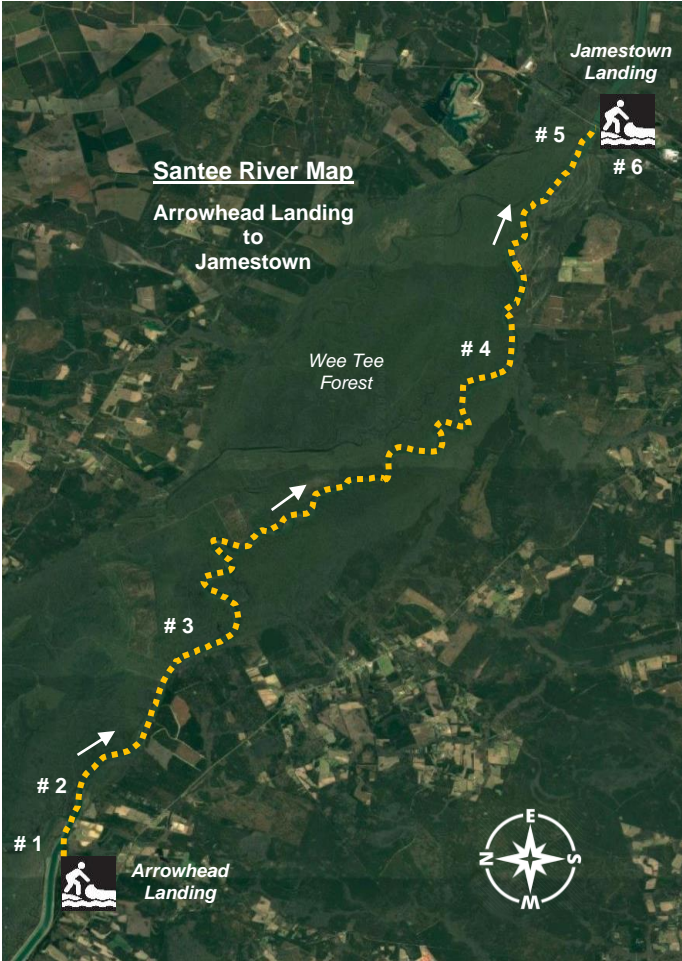 Jamestown
Landing
# 5
# 6
Santee River Map
Arrowhead Landing
to
Jamestown
# 4
Wee Tee
Forest
# 3
# 2
# 1
Arrowhead
Landing
E
N
S
W